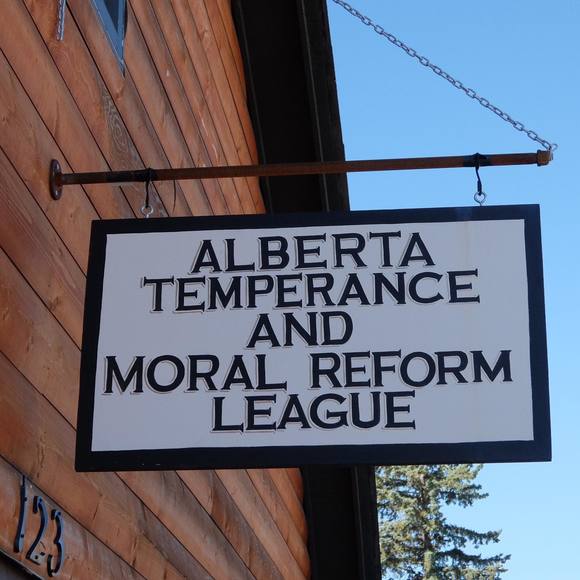 ALBERTA
TEMPERANCE
AND
MORAL REFORM
LEAGUE
123